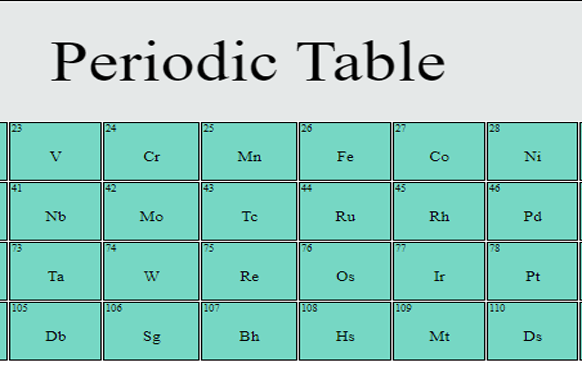 Periodic Table
23 24 25 26 27 28
V Cr Mn Fe Co Ni
41 42 43 44 45 46
Nb Mo Tc Ru Rh Pd
73 74 75 76 77 78
Ta W Re Os Ir Pt
105 106 107 108 109 110
Db Sg Bh Hs Mt Ds